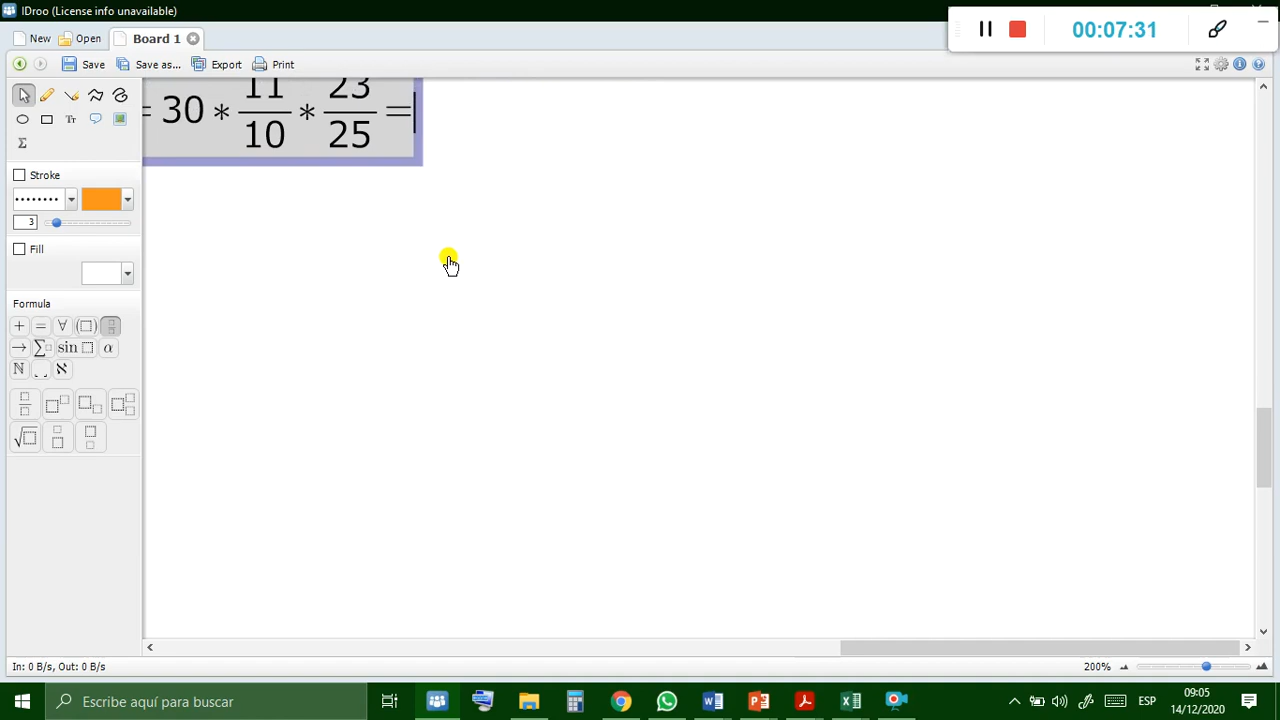 IDroo (License info unavailable)
New Open Board 1
Save Save as... Export Print
00:07:31
= 30 * 11/10 * 23/25 =
Stroke
3
Fill
Formula
+ = ∀ (□)
→ ∑ sin □ α
ℕ ℵ
In: 0 B/s, Out: 0 B/s
200%
Escribe aquí para buscar
ESP
09:05
14/12/2020